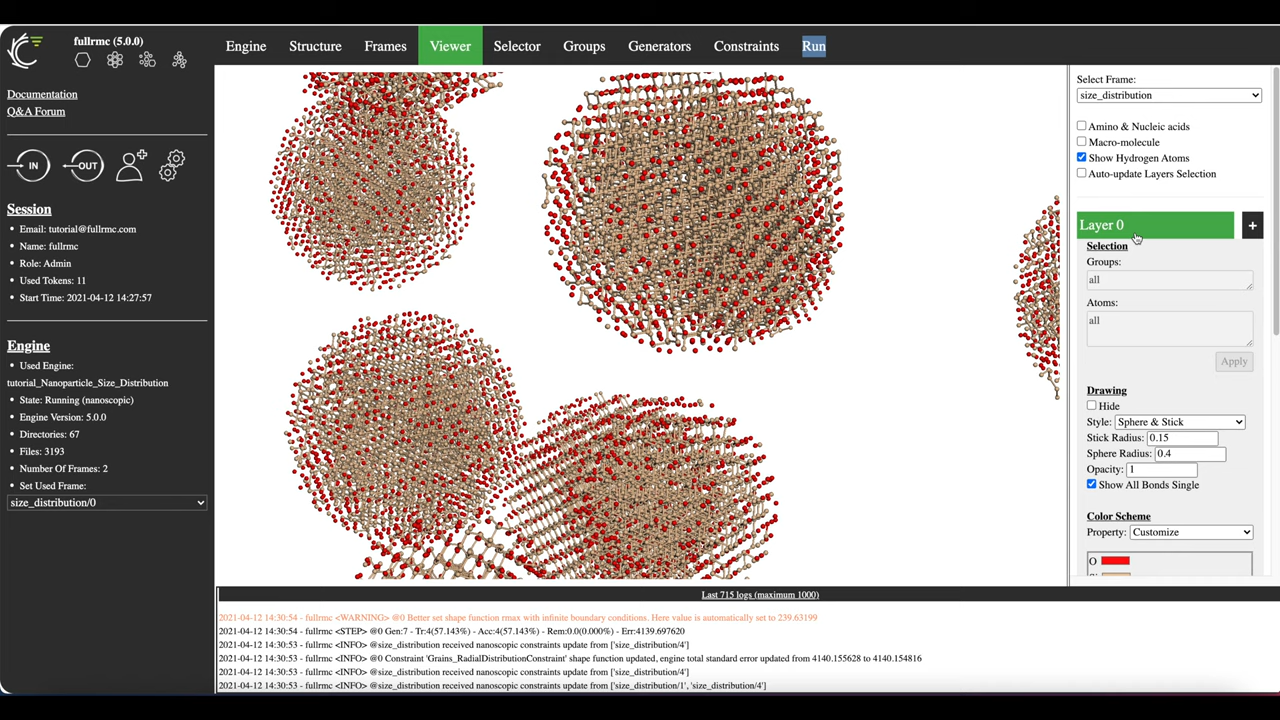 fullrmc (5.0.0)
Engine Structure Frames Viewer Selector Groups Generators Constraints Run
Documentation
Q&A Forum
IN
OUT
Session
• Email: tutorial@fullrmc.com
• Name: fullrmc
• Role: Admin
• Used Tokens: 11
• Start Time: 2021-04-12 14:27:57
Engine
• Used Engine:
tutorial_Nanoparticle_Size_Distribution
• State: Running (nanoscopic)
• Engine Version: 5.0.0
• Directories: 67
• Files: 3193
• Number Of Frames: 2
• Set Used Frame:
size_distribution/0
Select Frame:
size_distribution
Amino & Nucleic acids
Macro-molecule
Show Hydrogen Atoms
Auto-update Layers Selection
Layer 0
+
Selection
Groups:
all
Atoms:
all
Apply
Drawing
Hide
Style: Sphere & Stick
Stick Radius: 0.15
Sphere Radius: 0.4
Opacity: 1
Show All Bonds Single
Color Scheme
Property: Customize
O
Last 715 logs (maximum 1000)
2021-04-12 14:30:54 - fullrmc <WARNING> @0 Better set shape function rmax with infinite boundary conditions. Here value is automatically set to 239.63199
2021-04-12 14:30:54 - fullrmc <STEP> @0 Gen:7 - Tr:4(57.143%) - Acc:4(57.143%) - Rem:0.0(0.000%) - Err:4139.697620
2021-04-12 14:30:53 - fullrmc <INFO> @size_distribution received nanoscopic constraints update from ['size_distribution/4']
2021-04-12 14:30:53 - fullrmc <INFO> @0 Constraint 'Grains_RadialDistributionConstraint' shape function updated, engine total standard error updated from 4140.155628 to 4140.154816
2021-04-12 14:30:53 - fullrmc <INFO> @size_distribution received nanoscopic constraints update from ['size_distribution/4']
2021-04-12 14:30:53 - fullrmc <INFO> @size_distribution received nanoscopic constraints update from ['size_distribution/1', 'size_distribution/4']